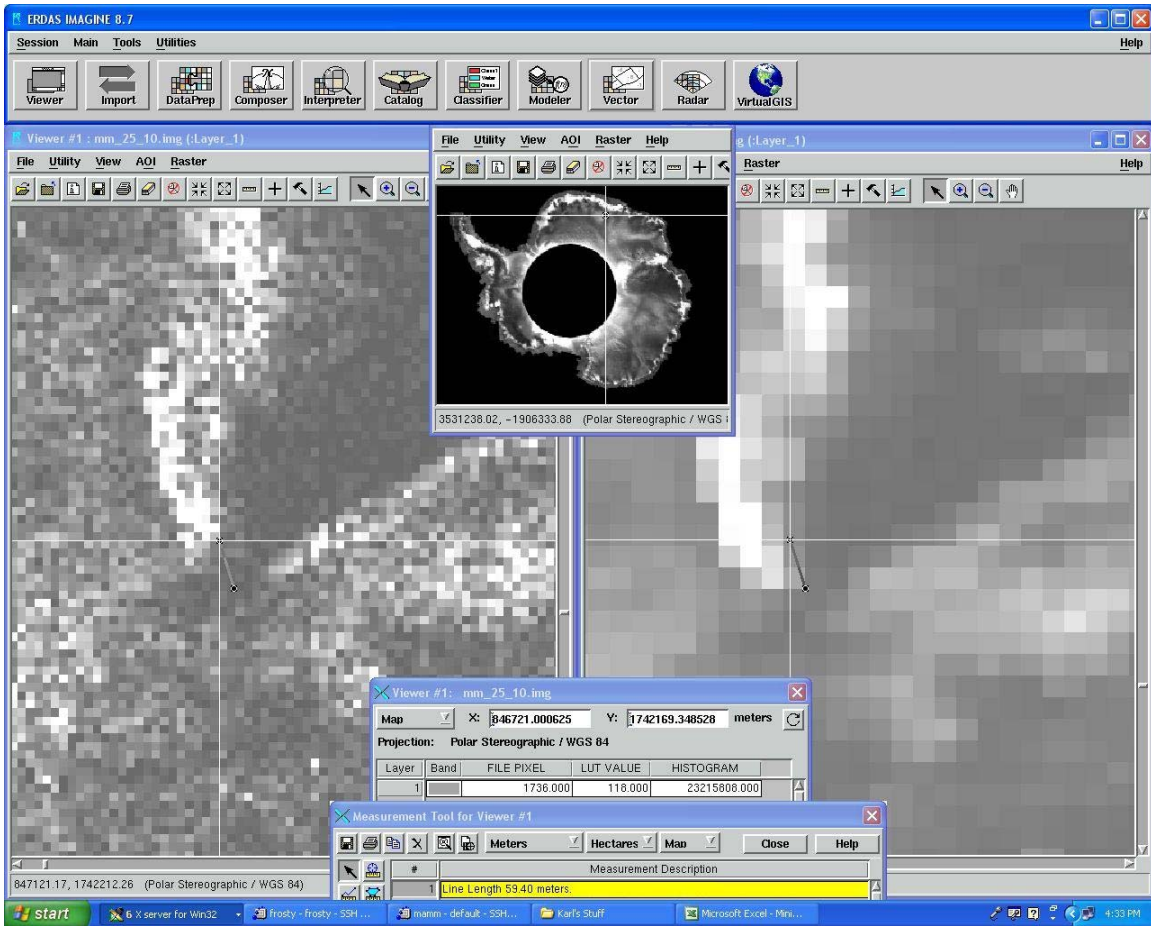 ERDAS IMAGINE 8.7
Session Main Tools Utilities Help
Viewer Import DataPrep Composer Interpreter Catalog Classifier Modeler Vector Radar VirtualGIS
Viewer #1 : mm_25_10.img (:Layer_1)
File Utility View AOI Raster
File Utility View AOI Raster Help
3531238.02, -1906333.88 (Polar Stereographic / WGS
(:Layer_1)
Raster Help
Viewer #1: mm_25_10.img
Map X: 846721.000625 Y: 1742169.348528 meters
Projection: Polar Stereographic / WGS 84
Layer Band FILE PIXEL LUT VALUE HISTOGRAM
1 1736.000 118.000 23215808.000
Measurement Tool for Viewer #1
Meters Hectares Map Close Help
# Measurement Description
1 Line Length 59.40 meters.
847121.17, 1742212.26 (Polar Stereographic / WGS 84)
start 6 X server for Win32 frosty - frosty - SSH ... mamm - default - SSH... Karl's Stuff Microsoft Excel - Mini... 4:33 PM